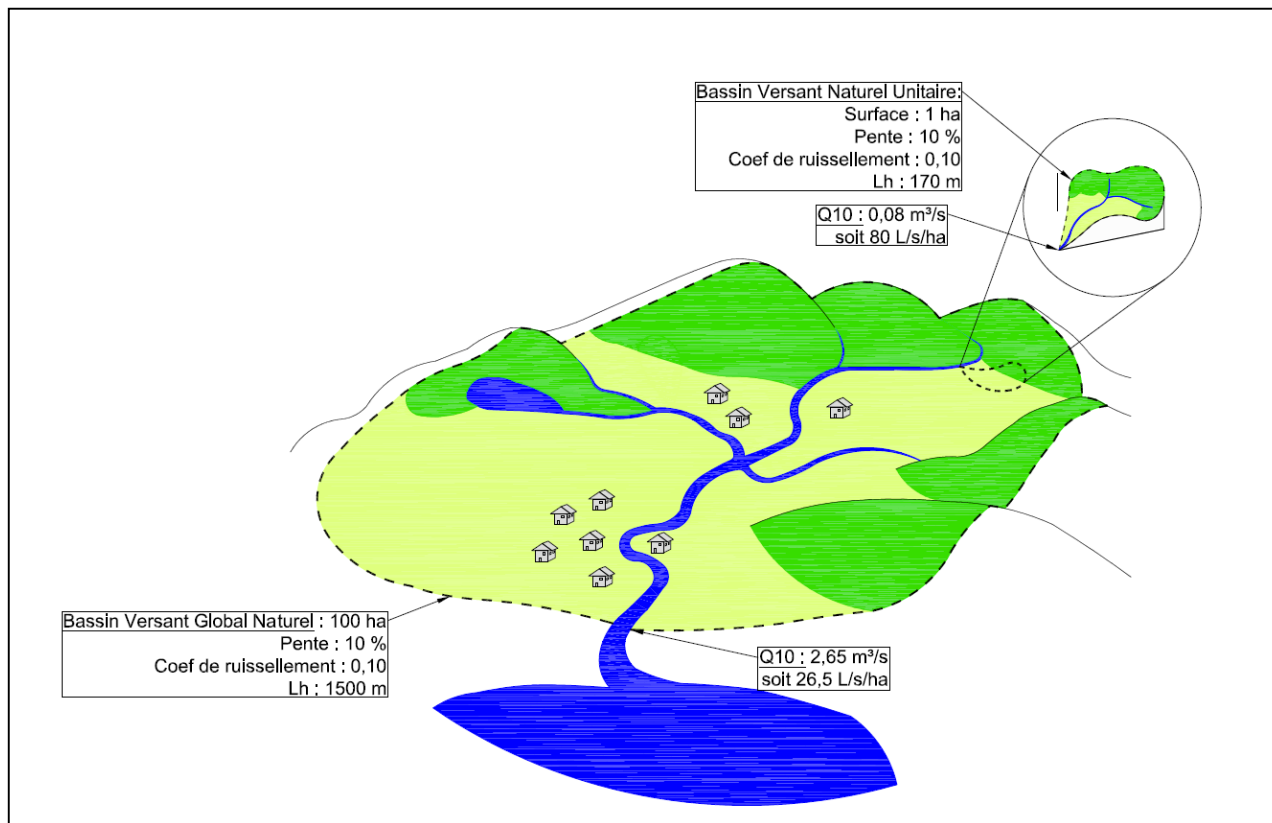 Bassin Versant Naturel Unitaire:
Surface : 1 ha
Pente : 10 %
Coef de ruissellement : 0,10
Lh : 170 m
Q10 : 0,08 m³/s
soit 80 L/s/ha
Bassin Versant Global Naturel : 100 ha
Pente : 10 %
Coef de ruissellement : 0,10
Lh : 1500 m
Q10 : 2,65 m³/s
soit 26,5 L/s/ha